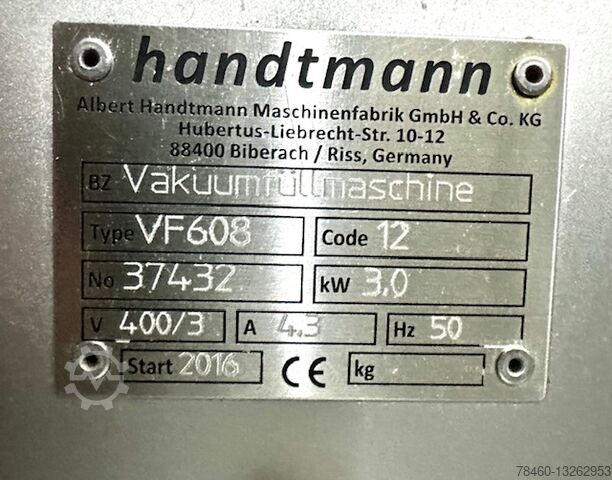 handtmann
Albert Handtmann Maschinenfabrik GmbH & Co. KG
Hubertus-Liebrecht-Str. 10-12
88400 Biberach / Riss, Germany
BZ Vakuumfüllmaschine
Type VF608 Code 12
No 37432 kW 3.0
V 400/3 A 4.3 Hz 50
Start 2016 CE kg
78460-13262953